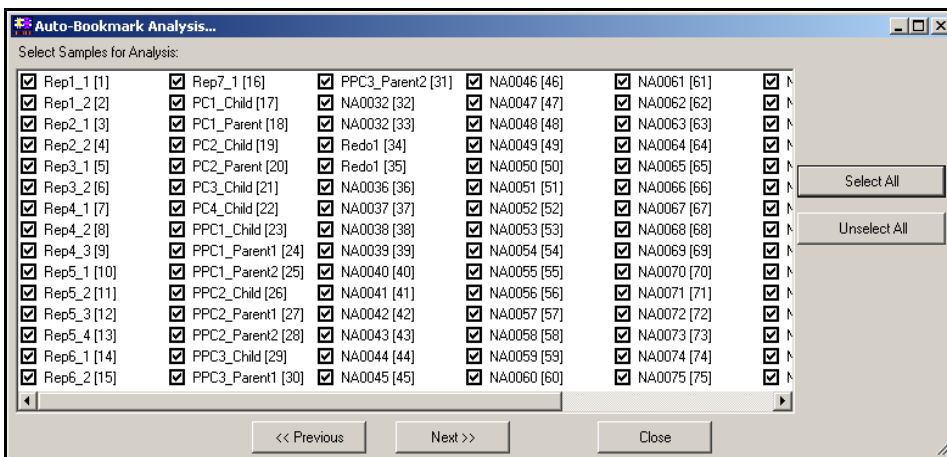 Auto-Bookmark Analysis...
Select Samples for Analysis:
Rep1_1 [1] Rep7_1 [16] PPC3_Parent2 [31] NA0046 [46] NA0061 [61]
Rep1_2 [2] PC1_Child [17] NA0032 [32] NA0047 [47] NA0062 [62]
Rep2_1 [3] PC1_Parent [18] NA0032 [33] NA0048 [48] NA0063 [63]
Rep2_2 [4] PC2_Child [19] Redo1 [34] NA0049 [49] NA0064 [64]
Rep3_1 [5] PC2_Parent [20] Redo1 [35] NA0050 [50] NA0065 [65]
Rep3_2 [6] PC3_Child [21] NA0036 [36] NA0051 [51] NA0066 [66]
Rep4_1 [7] PC4_Child [22] NA0037 [37] NA0052 [52] NA0067 [67]
Rep4_2 [8] PPC1_Child [23] NA0038 [38] NA0053 [53] NA0068 [68]
Rep4_3 [9] PPC1_Parent1 [24] NA0039 [39] NA0054 [54] NA0069 [69]
Rep5_1 [10] PPC1_Parent2 [25] NA0040 [40] NA0055 [55] NA0070 [70]
Rep5_2 [11] PPC2_Child [26] NA0041 [41] NA0056 [56] NA0071 [71]
Rep5_3 [12] PPC2_Parent1 [27] NA0042 [42] NA0057 [57] NA0072 [72]
Rep5_4 [13] PPC2_Parent2 [28] NA0043 [43] NA0058 [58] NA0073 [73]
Rep6_1 [14] PPC3_Child [29] NA0044 [44] NA0059 [59] NA0074 [74]
Rep6_2 [15] PPC3_Parent1 [30] NA0045 [45] NA0060 [60] NA0075 [75]
Select All
Unselect All
<< Previous Next >> Close